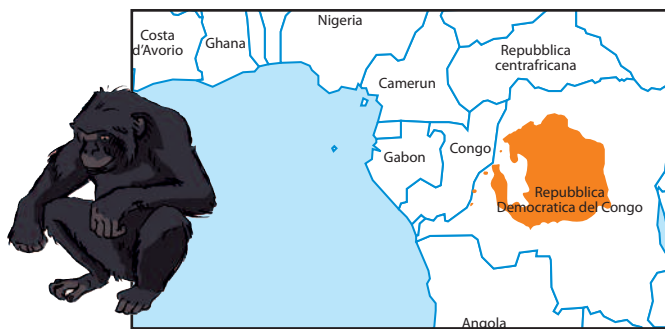 Nigeria
Costa
d'Avorio
Ghana
Repubblica
centrafricana
Camerun
Congo
Gabon
Repubblica
Democratica del Congo
Angola